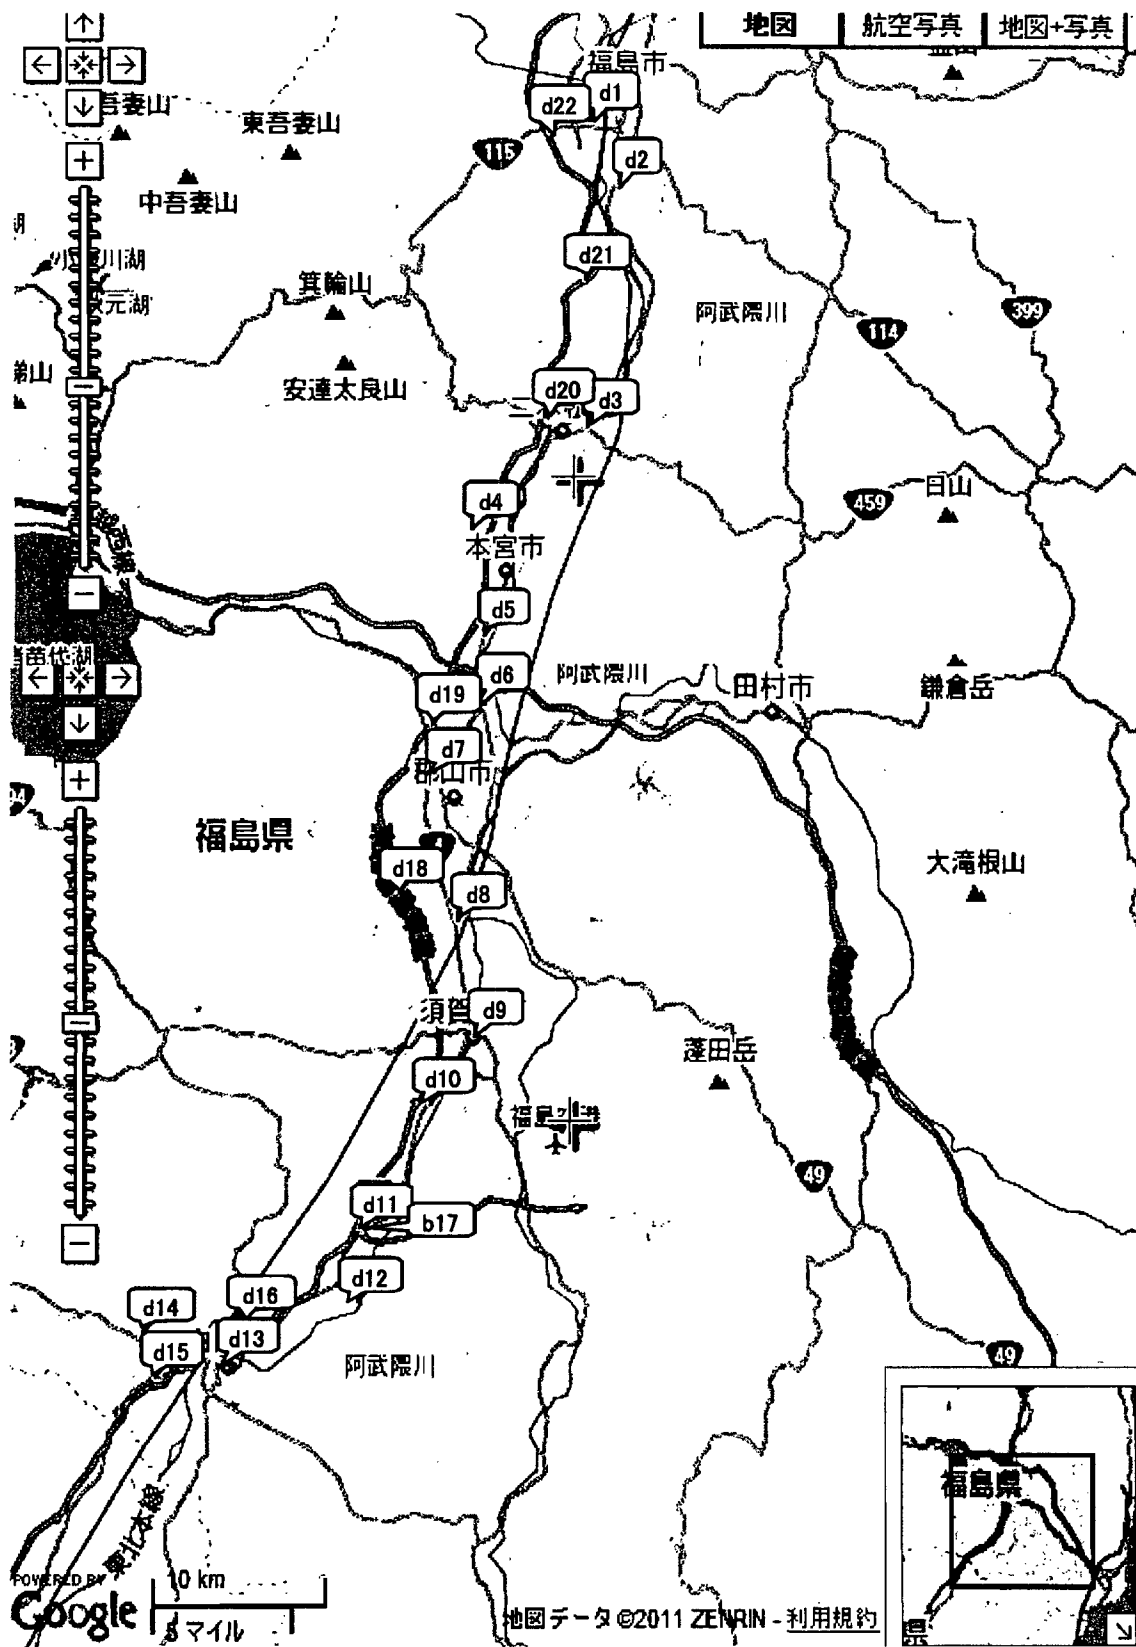 地図
航空写真
地図+写真
福島市
d22
d1
吾妻山
東吾妻山
115
d2
中吾妻山
湖
川湖
d21
元湖
箕輪山
阿武隈川
399
114
安達太良山
d20
d3
d4
日山
459
本宮市
d5
苗代湖
d6
阿武隈川
田村市
鎌倉岳
d19
d7
郡山市
福島県
4
d18
大滝根山
d8
須賀
d9
蓬田岳
d10
福島空港
49
d11
b17
d12
d16
d14
d13
d15
阿武隈川
49
東北本線
福島県
POWERED BY
Google
10 km
5 マイル
地図データ ©2011 ZENRIN - 利用規約
県